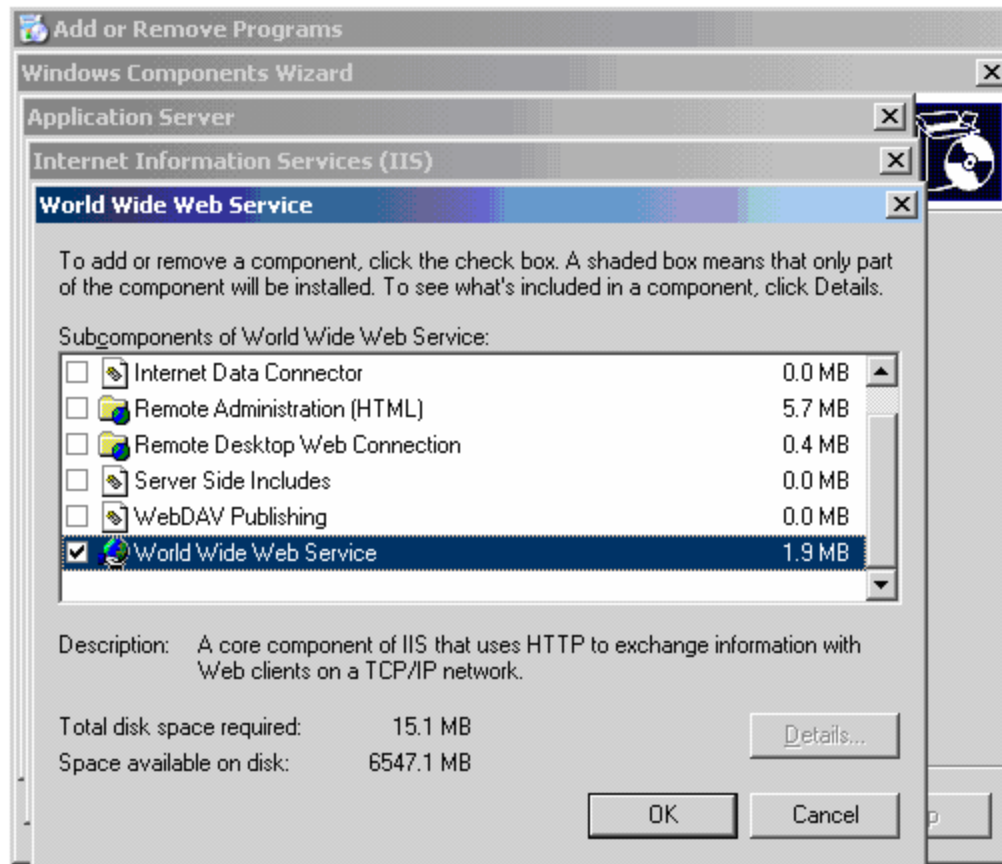 Add or Remove Programs
Windows Components Wizard
Application Server
Internet Information Services (IIS)
World Wide Web Service
To add or remove a component, click the check box. A shaded box means that only part
of the component will be installed. To see what's included in a component, click Details.
Subcomponents of World Wide Web Service:
Internet Data Connector 0.0 MB
Remote Administration (HTML) 5.7 MB
Remote Desktop Web Connection 0.4 MB
Server Side Includes 0.0 MB
WebDAV Publishing 0.0 MB
World Wide Web Service 1.9 MB
Description: A core component of IIS that uses HTTP to exchange information with
Web clients on a TCP/IP network.
Total disk space required: 15.1 MB
Details...
Space available on disk: 6547.1 MB
OK Cancel p